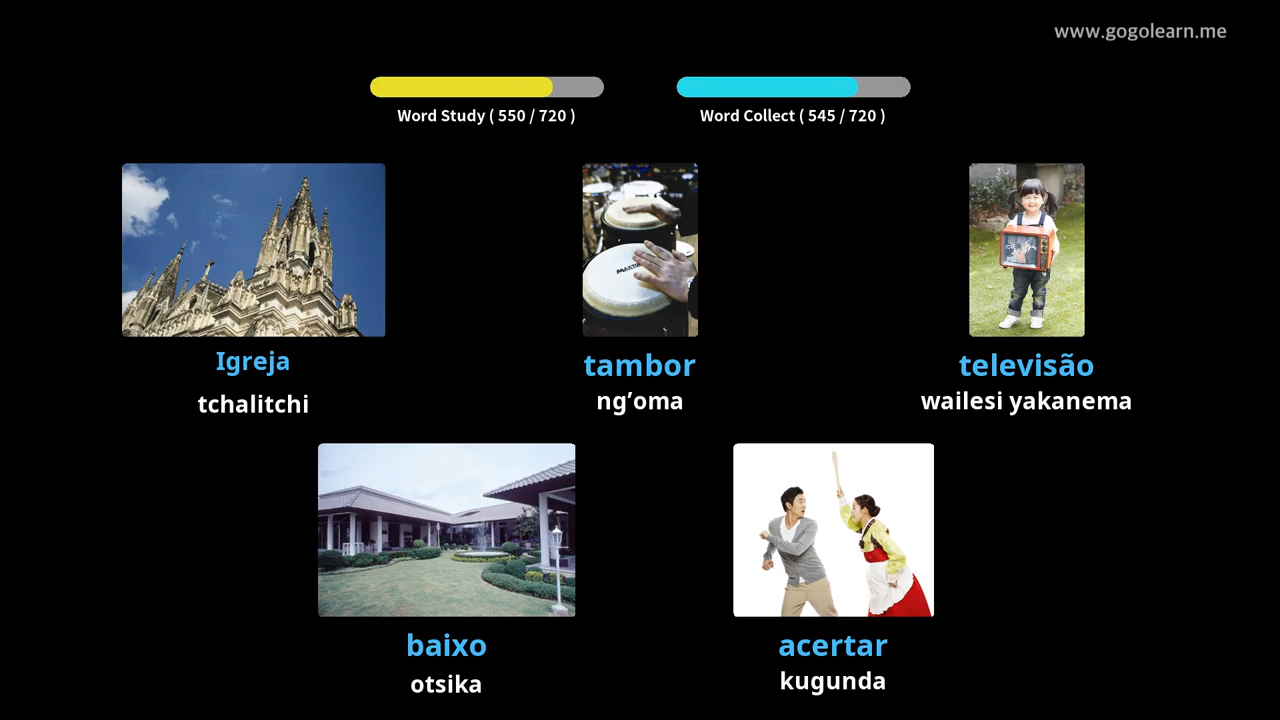 www.gogolearn.me
Word Study ( 550 / 720 )
Word Collect ( 545 / 720 )
Igreja
tchalitchi
tambor
ng’oma
televisão
wailesi yakanema
baixo
otsika
acertar
kugunda